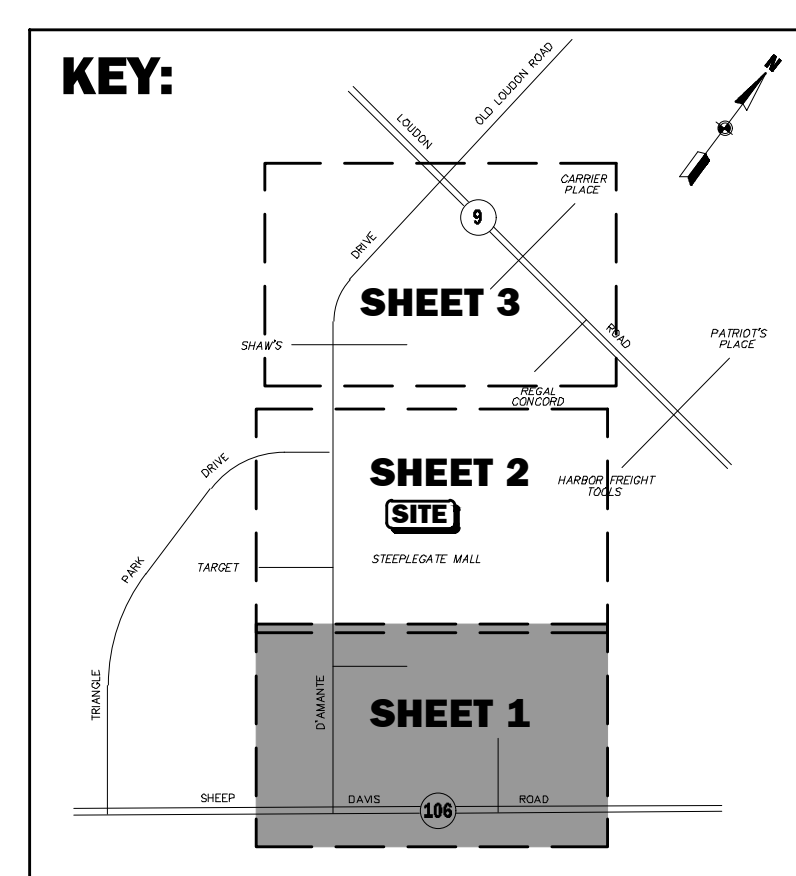 KEY:
N
OLD LOUDON ROAD
LOUDON
CARRIER
PLACE
9
DRIVE
SHEET 3
ROAD
PATRIOT'S
PLACE
SHAW'S
REGAL
CONCORD
DRIVE
SHEET 2
HARBOR FREIGHT
TOOLS
SITE
STEEPLEGATE MALL
TARGET
PARK
TRIANGLE
D'AMANTE
SHEET 1
SHEEP
DAVIS
106
ROAD